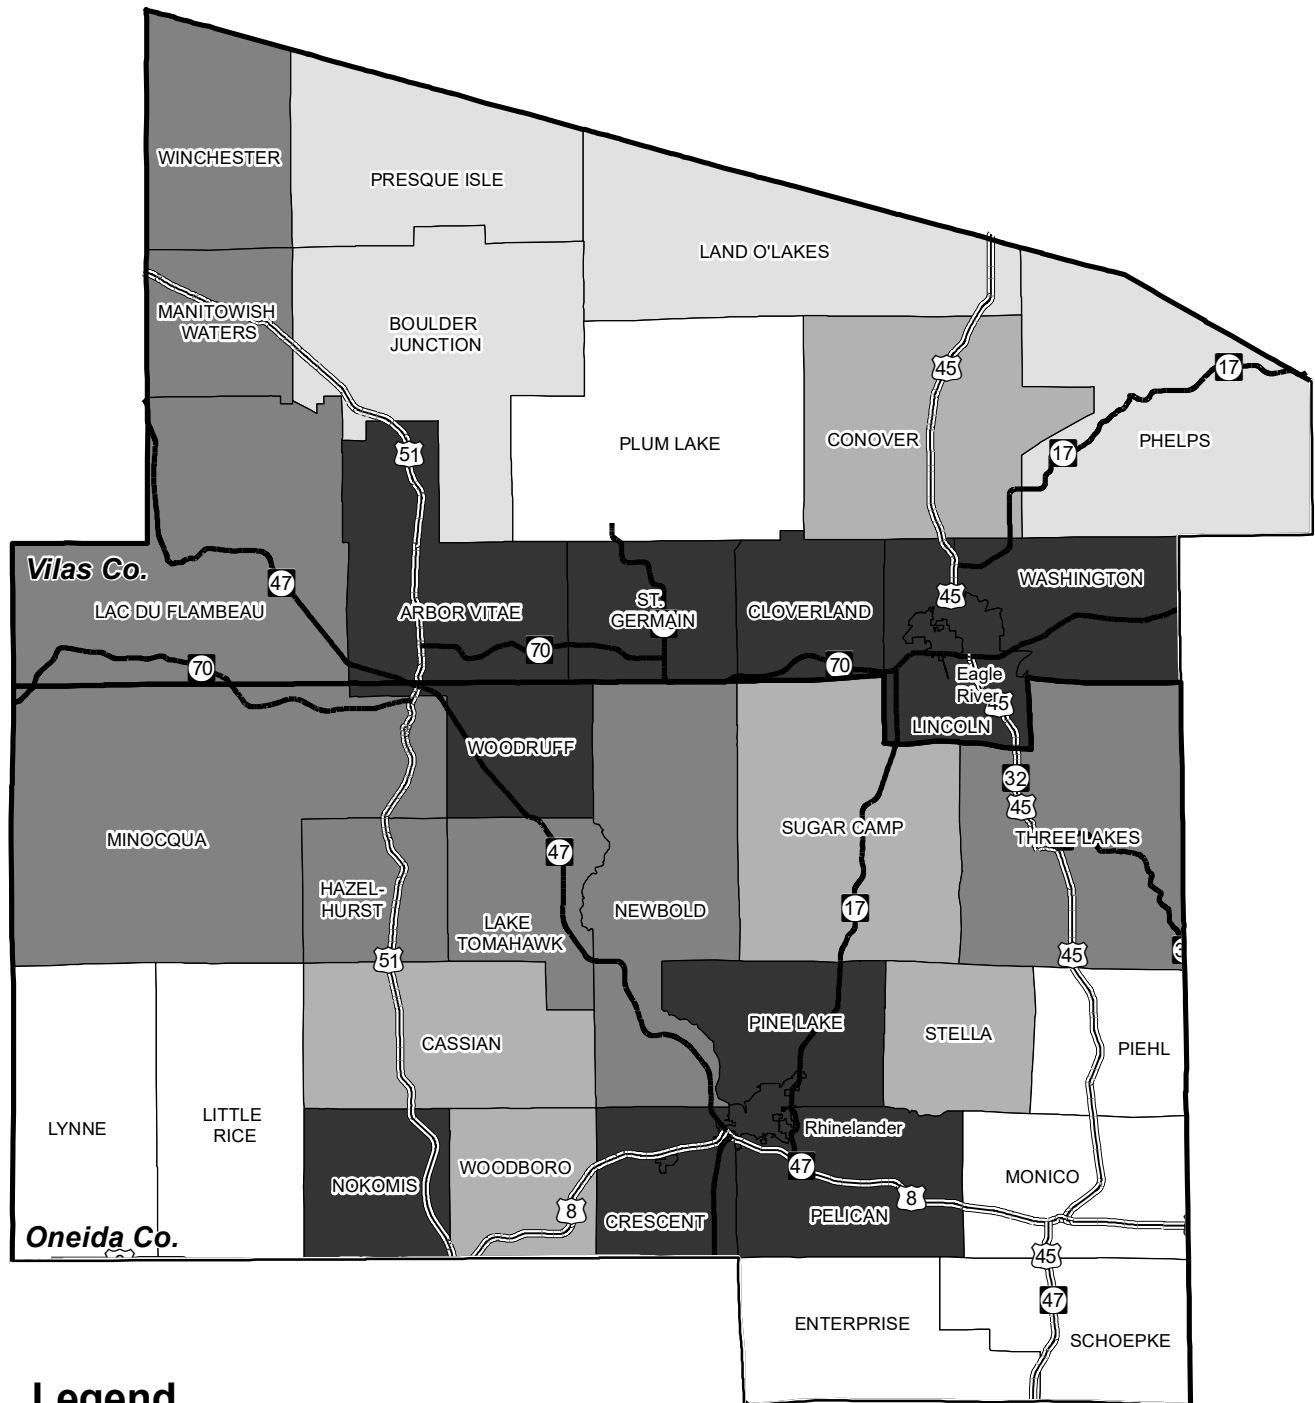 WINCHESTER
PRESQUE ISLE
LAND O'LAKES
MANITOWISH
WATERS
BOULDER
JUNCTION
45
17
51
PLUM LAKE
CONOVER
17
PHELPS
Vilas Co.
47
LAC DU FLAMBEAU
ARBOR VITAE
ST.
GERMAIN
CLOVERLAND
45
WASHINGTON
70
70
70
Eagle
River
45
LINCOLN
WOODRUFF
32
45
MINOCQUA
SUGAR CAMP
THREE LAKES
47
HAZEL-
HURST
LAKE
TOMAHAWK
NEWBOLD
17
51
45
CASSIAN
PINE LAKE
STELLA
PIEHL
LYNNE
LITTLE
RICE
Rhinelander
NOKOMIS
WOODBORO
47
MONICO
8
CRESCENT
PELICAN
8
Oneida Co.
45
47
ENTERPRISE
SCHOEPKE
Legend